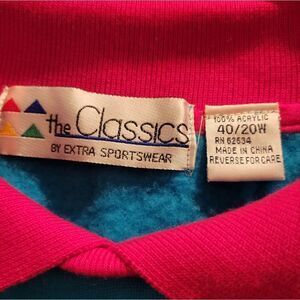 the Classics
BY EXTRA SPORTSWEAR
100% ACRYLIC
40/20W
RN 62634
MADE IN CHINA
REVERSE FOR CARE